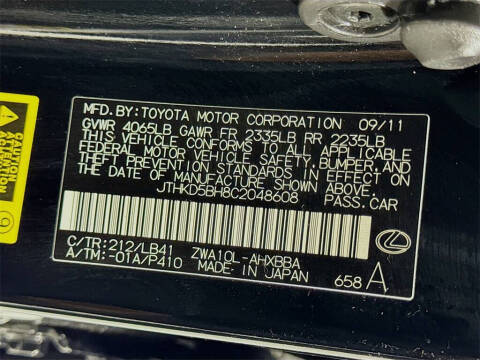 MFD. BY: TOYOTA MOTOR CORPORATION 09/11
GVWR 4065LB GAWR FR 2335LB RR 2235LB
THIS VEHICLE CONFORMS TO ALL APPLICABLE
FEDERAL MOTOR VEHICLE SAFETY, BUMPER, AND
THEFT PREVENTION STANDARDS IN EFFECT ON
THE DATE OF MANUFACTURE SHOWN ABOVE.
JTHKD5BH8C2048608 PASS.CAR
C/TR: 212/LB41 ZWA10L-AHXBBA
A/TM: -01A/P410 MADE IN JAPAN 658 A
ATTENTION